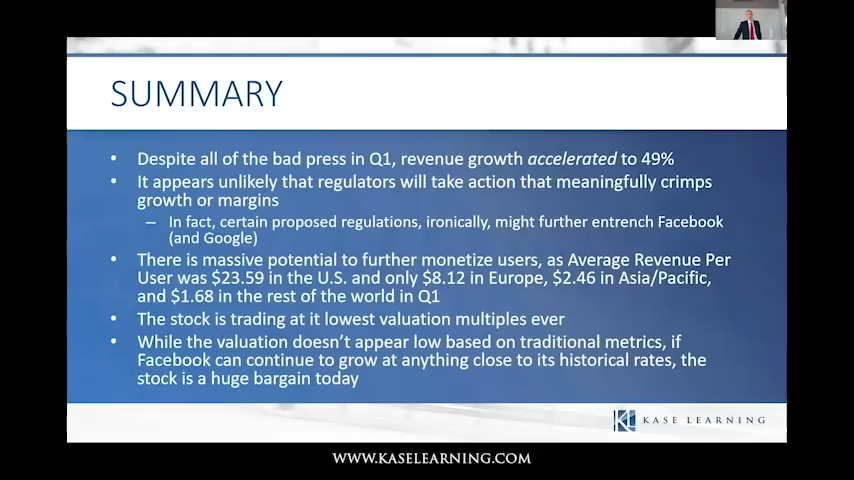 SUMMARY
• Despite all of the bad press in Q1, revenue growth accelerated to 49%
• It appears unlikely that regulators will take action that meaningfully crimps
growth or margins
– In fact, certain proposed regulations, ironically, might further entrench Facebook
(and Google)
• There is massive potential to further monetize users, as Average Revenue Per
User was $23.59 in the U.S. and only $8.12 in Europe, $2.46 in Asia/Pacific,
and $1.68 in the rest of the world in Q1
• The stock is trading at it lowest valuation multiples ever
• While the valuation doesn't appear low based on traditional metrics, if
Facebook can continue to grow at anything close to its historical rates, the
stock is a huge bargain today
KASE LEARNING
WWW.KASELEARNING.COM